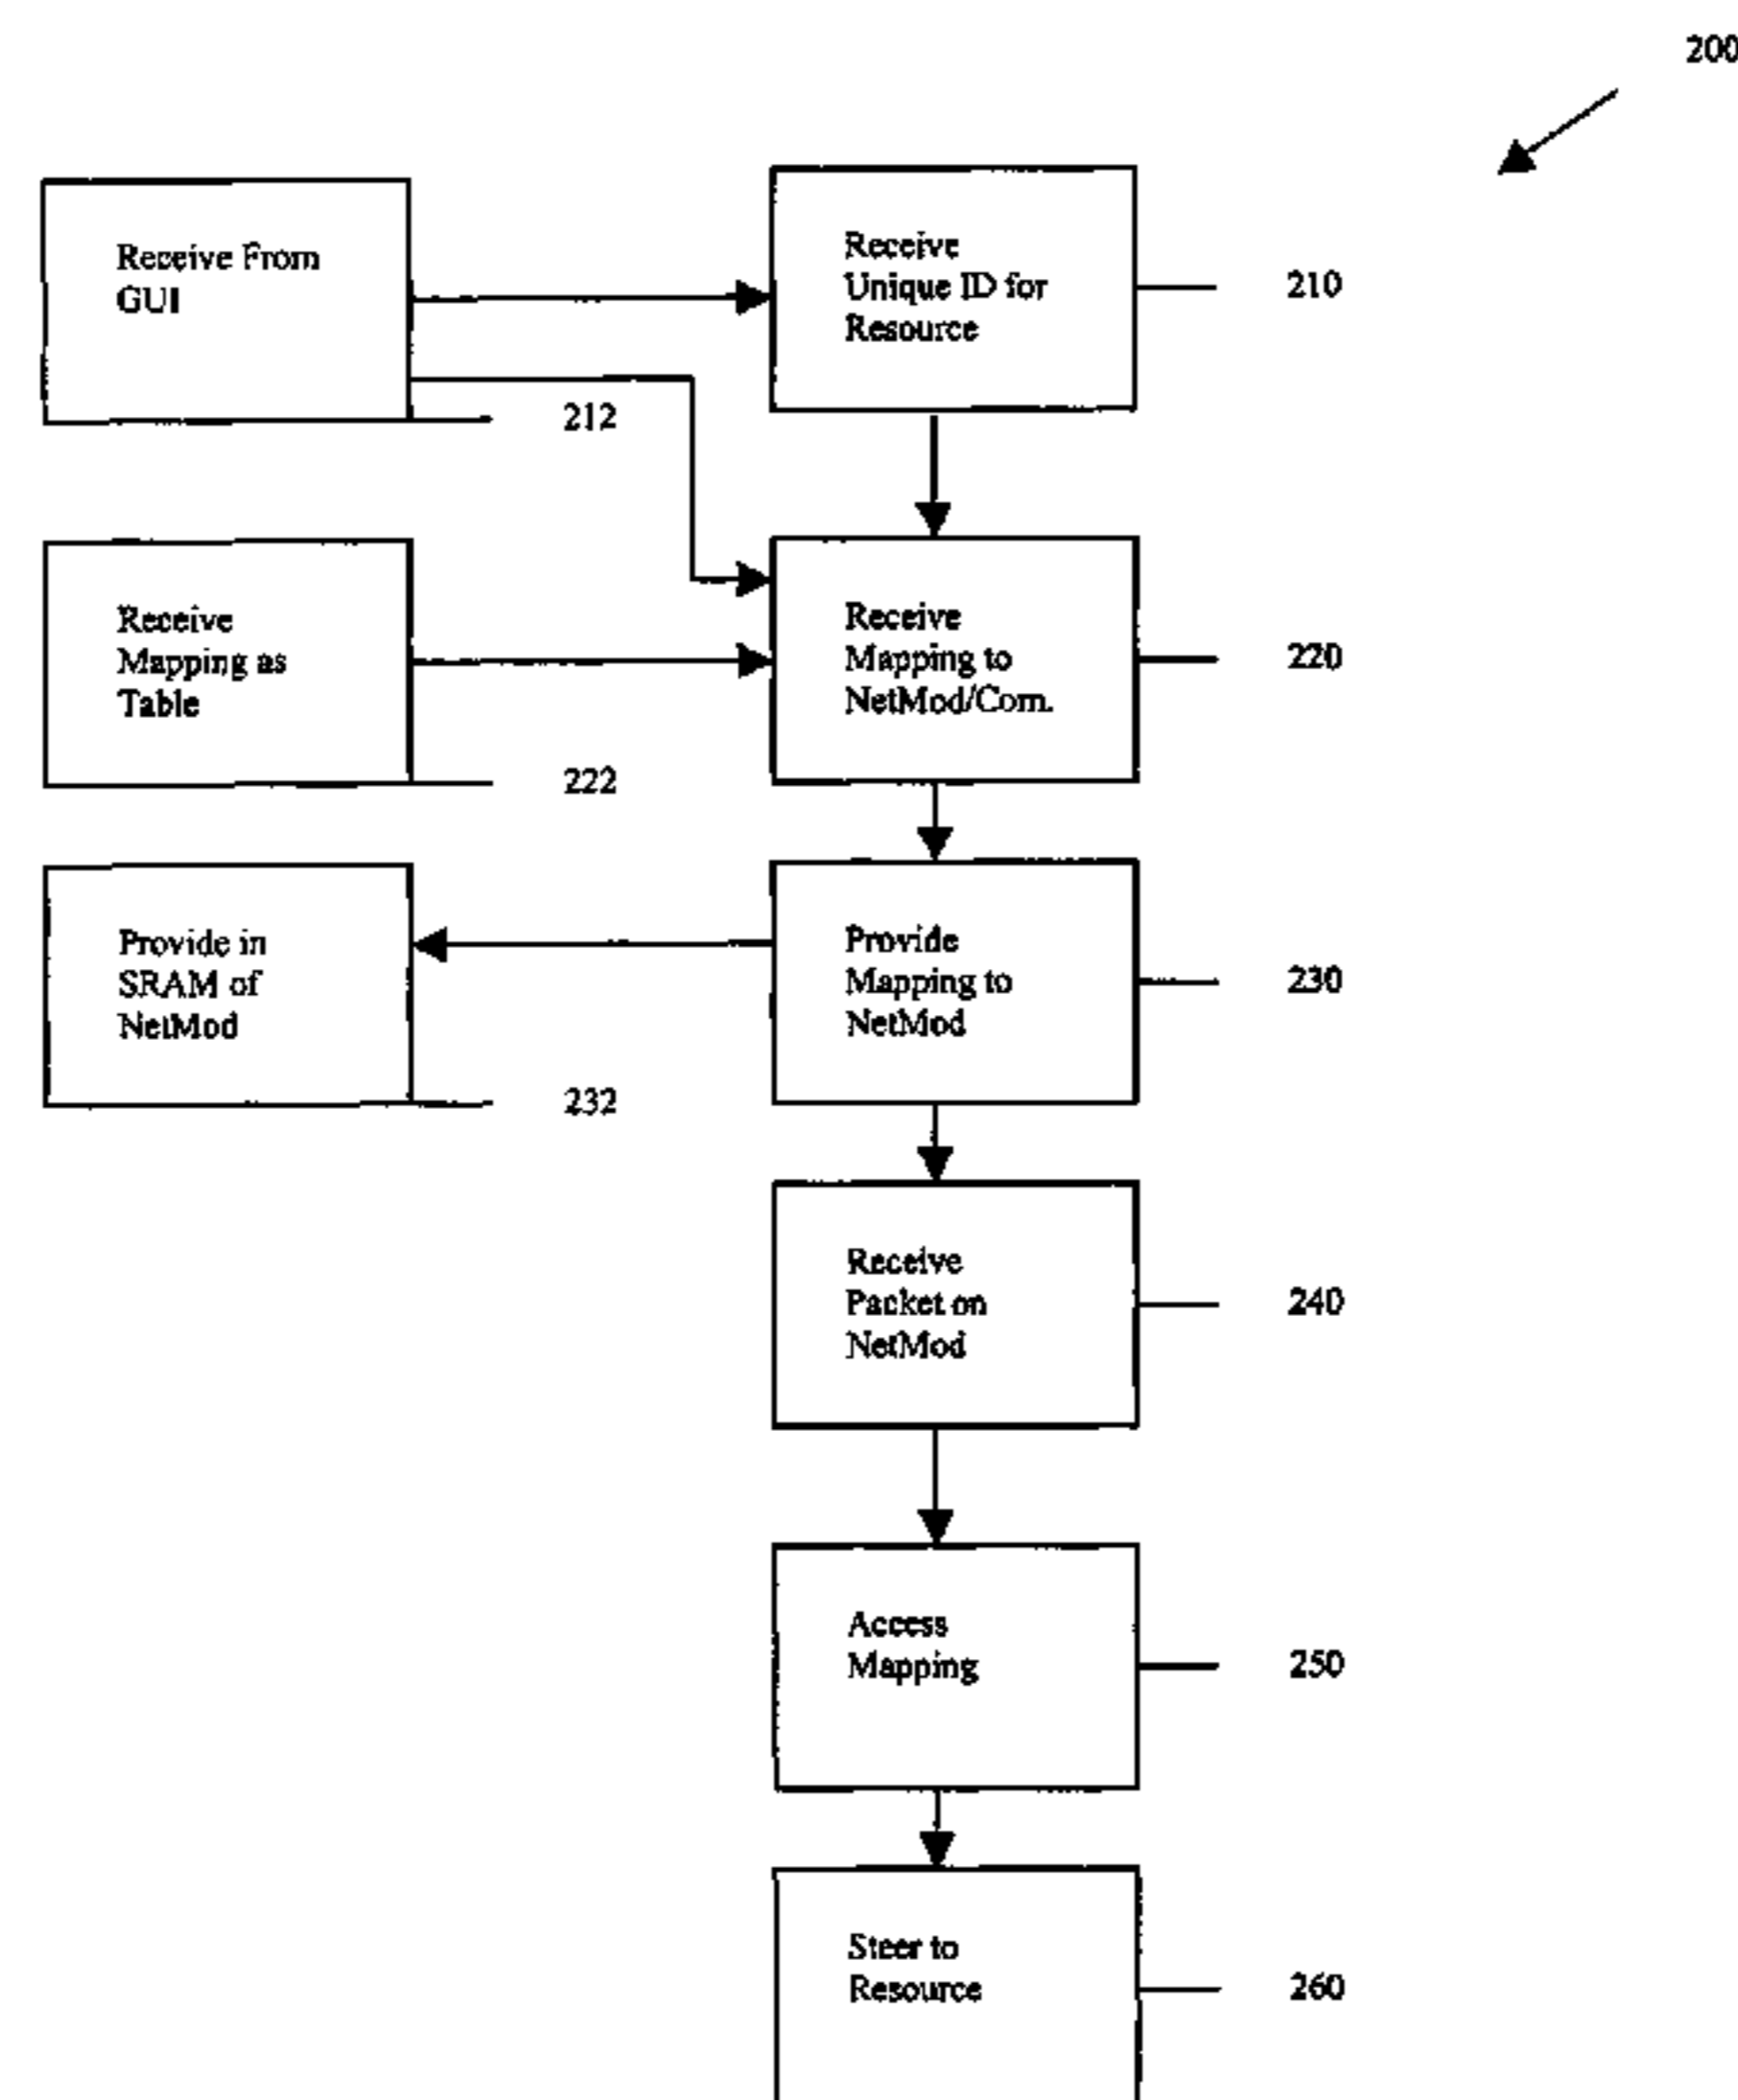 200
Receive From
GUI
212
Receive
Unique ID for
Resource
210
Receive
Mapping as
Table
222
Receive
Mapping to
NetMod/Com.
220
Provide in
SRAM of
NetMod
232
Provide
Mapping to
NetMod
230
Receive
Packet on
NetMod
240
Access
Mapping
250
Steer to
Resource
260